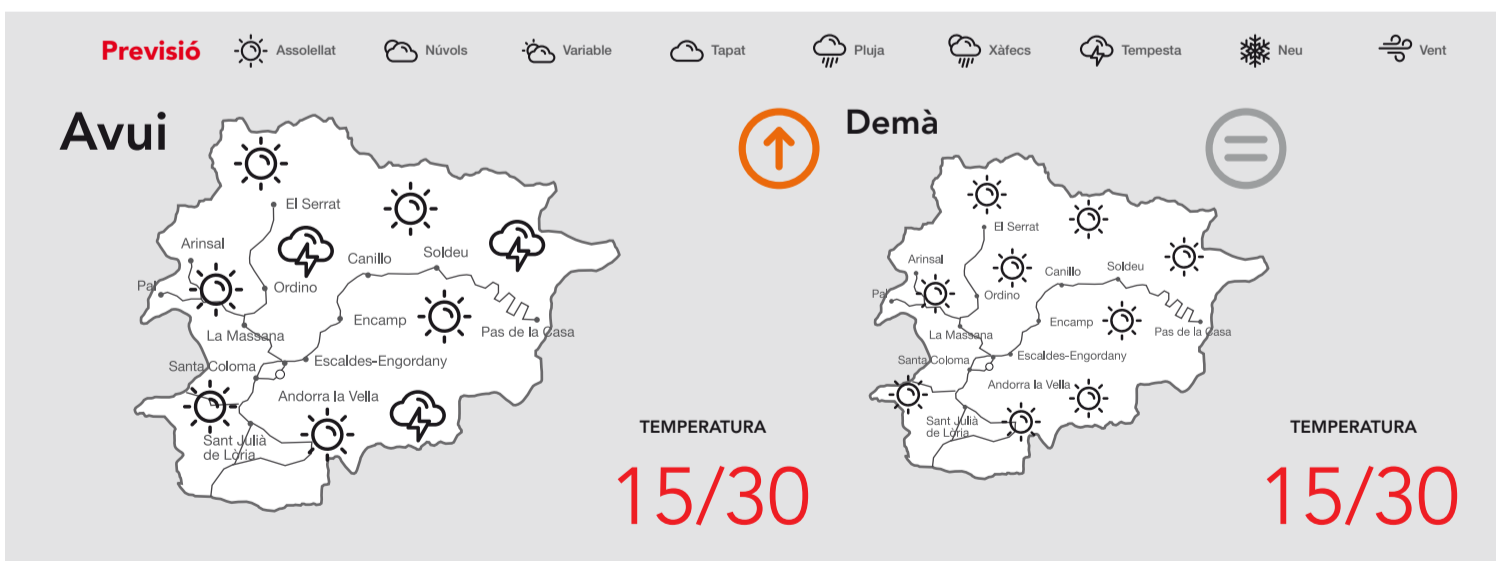 Previsió
Assolellat
Núvols
Variable
Tapat
Pluja
Xàfecs
Tempesta
Neu
Vent
Avui
El Serrat
Arinsal
Soldeu
Canillo
Pal
Ordino
Encamp
La Massana
Pas de la Casa
Escaldes-Engordany
Santa Coloma
Andorra la Vella
Sant Julià
de Lòria
TEMPERATURA
15/30
Demà
El Serrat
Arinsal
Soldeu
Canillo
Pal
Ordino
Encamp
La Massana
Pas de la Casa
Escaldes-Engordany
Santa Coloma
Andorra la Vella
Sant Julià
de Lòria
TEMPERATURA
15/30